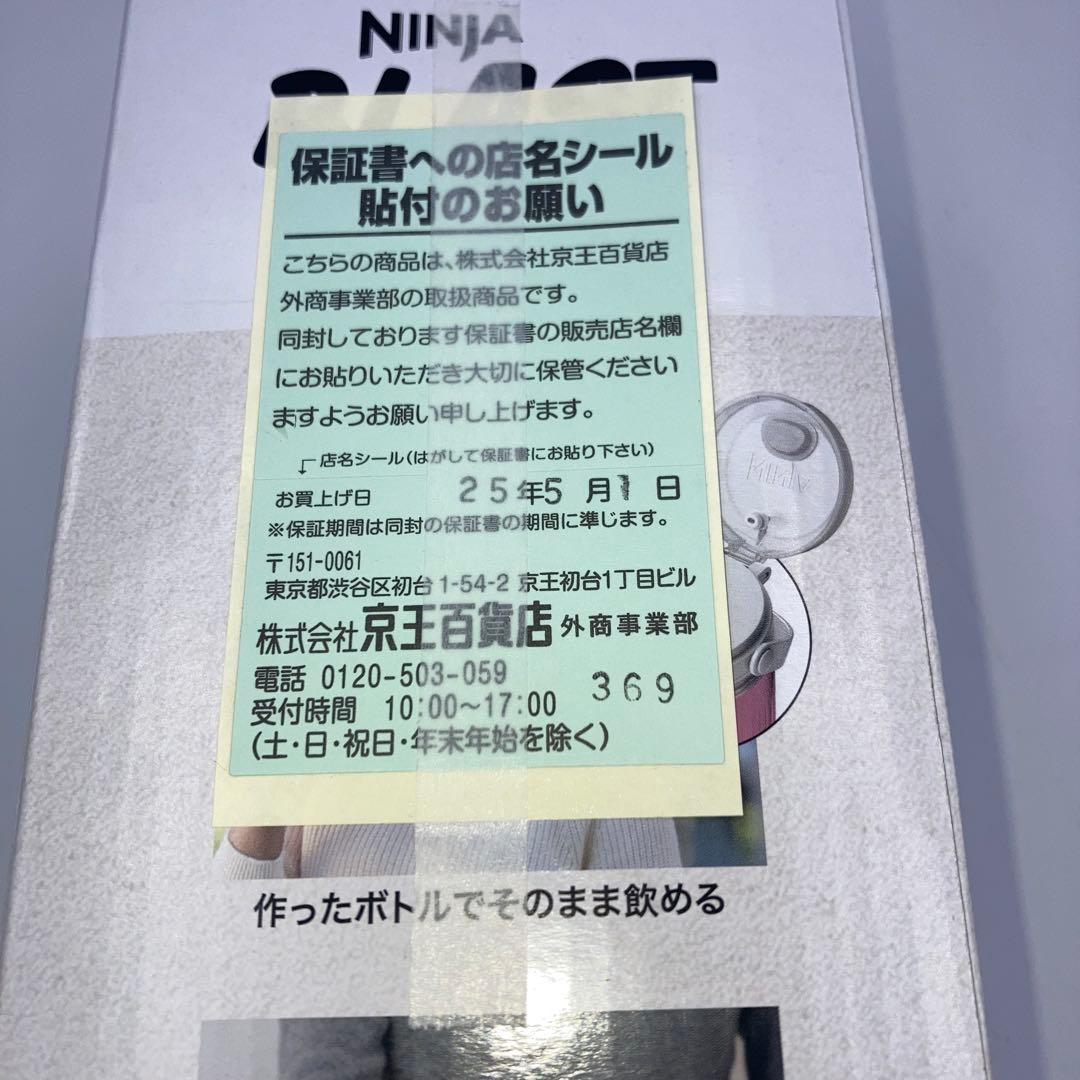 NINJA
保証書への店名シール
貼付のお願い
こちらの商品は、株式会社京王百貨店
外商事業部の取扱商品です。
同封しております保証書の販売店名欄
にお貼りいただき大切に保管ください
ますようお願い申し上げます。
店名シール(はがして保証書にお貼り下さい)
お買上げ日 25年5月1日
※保証期間は同封の保証書の期間に準じます。
〒151-0061
東京都渋谷区初台1-54-2 京王初台1丁目ビル
株式会社京王百貨店 外商事業部
電話 0120-503-059 369
受付時間 10:00~17:00
(土・日・祝日・年末年始を除く)
作ったボトルでそのまま飲める